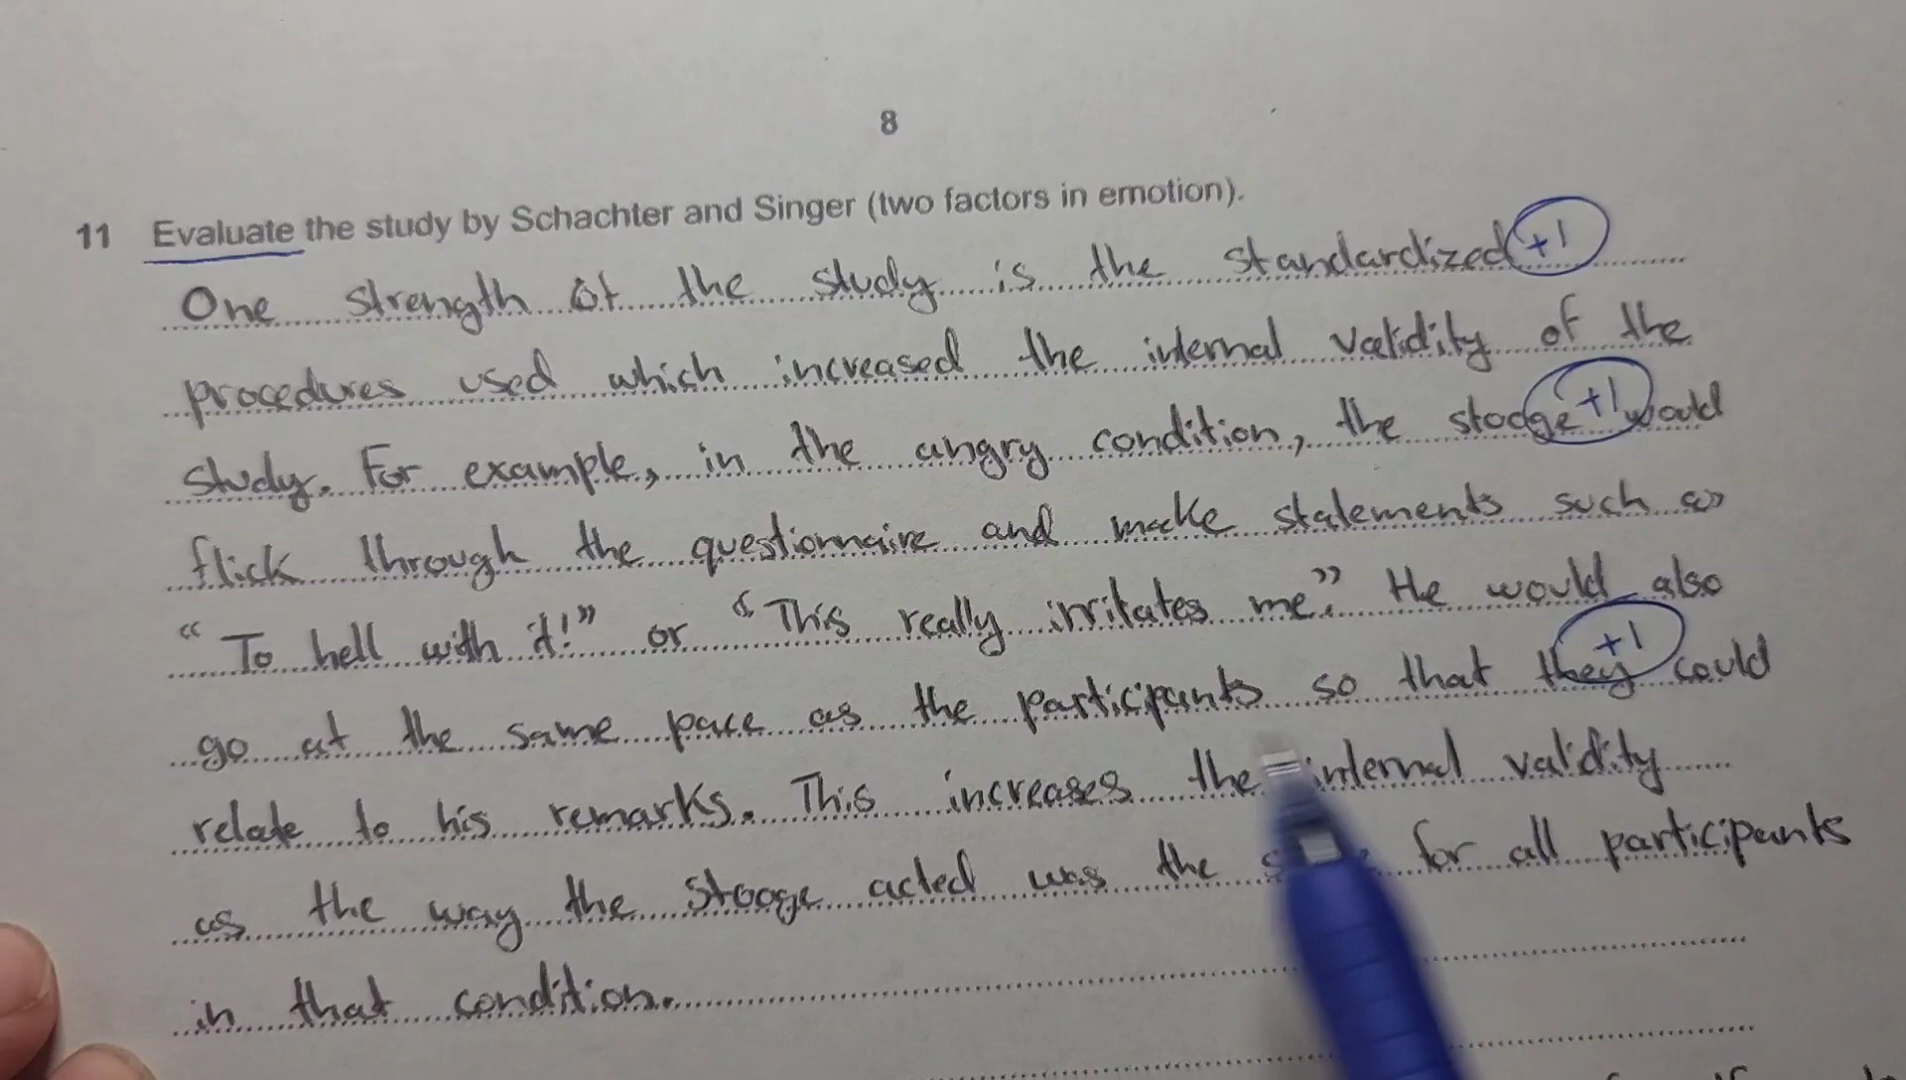 8
11 Evaluate the study by Schachter and Singer (two factors in emotion).
One strength of the study is the standardized +1
procedures used which increased the internal validity of the
study. For example, in the angry condition, the stooge +1 would
flick through the questionnaire and make statements such as
"To hell with it!" or "This really irritates me." He would also
go at the same pace as the participants so that they +1 could
relate to his remarks. This increases the internal validity
as the way the stooge acted was the for all participants
in that condition.